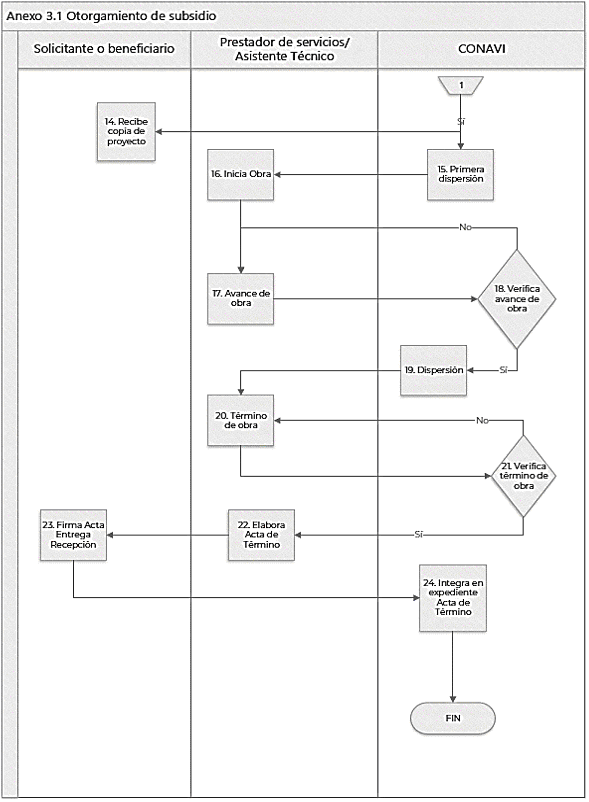 Anexo 3.1 Otorgamiento de subsidio
Solicitante o beneficiario
Prestador de servicios/
Asistente Técnico
CONAVI
1
Sí
14. Recibe
copia de
proyecto
15. Primera
dispersión
16. Inicia Obra
No
17. Avance de
obra
18. Verifica
avance de
obra
19. Dispersión
Sí
20. Término
de obra
No
21. Verifica
término de
obra
23. Firma Acta
Entrega
Recepción
22. Elabora
Acta de
Término
Sí
24. Integra en
expediente
Acta de
Término
FIN